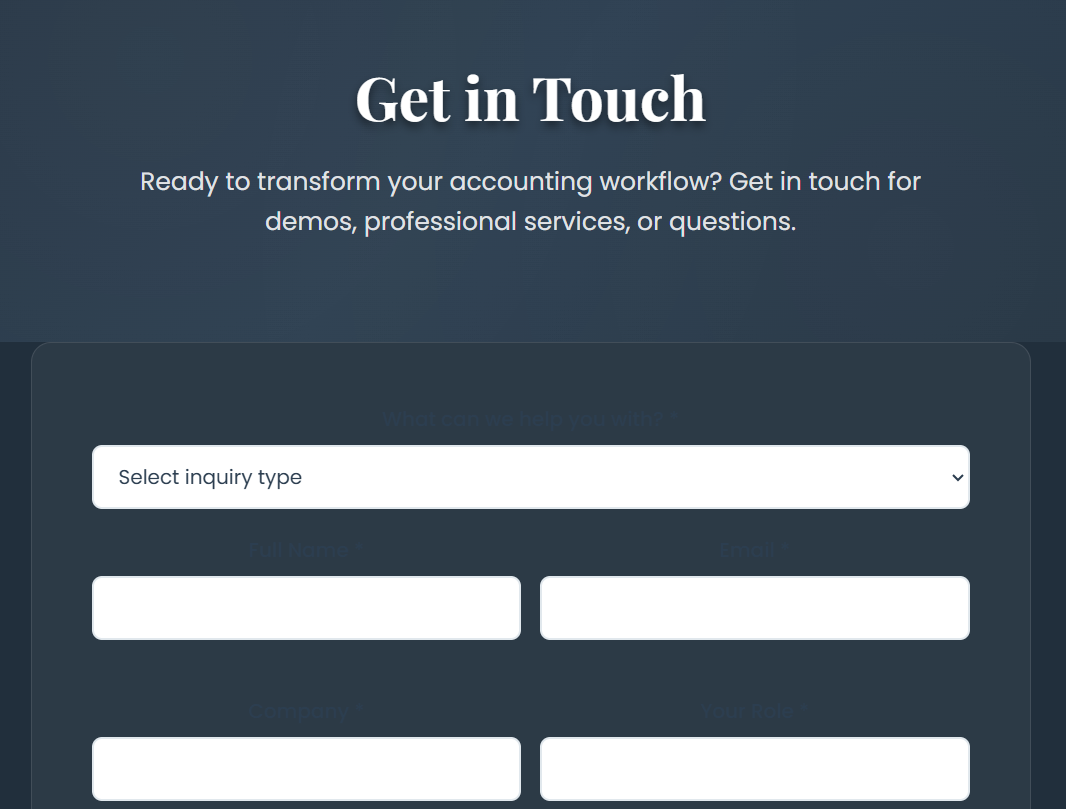 Get in Touch
Ready to transform your accounting workflow? Get in touch for
demos, professional services, or questions.
What can we help you with? *
Select inquiry type
Full Name *
Email *
Company *
Your Role *